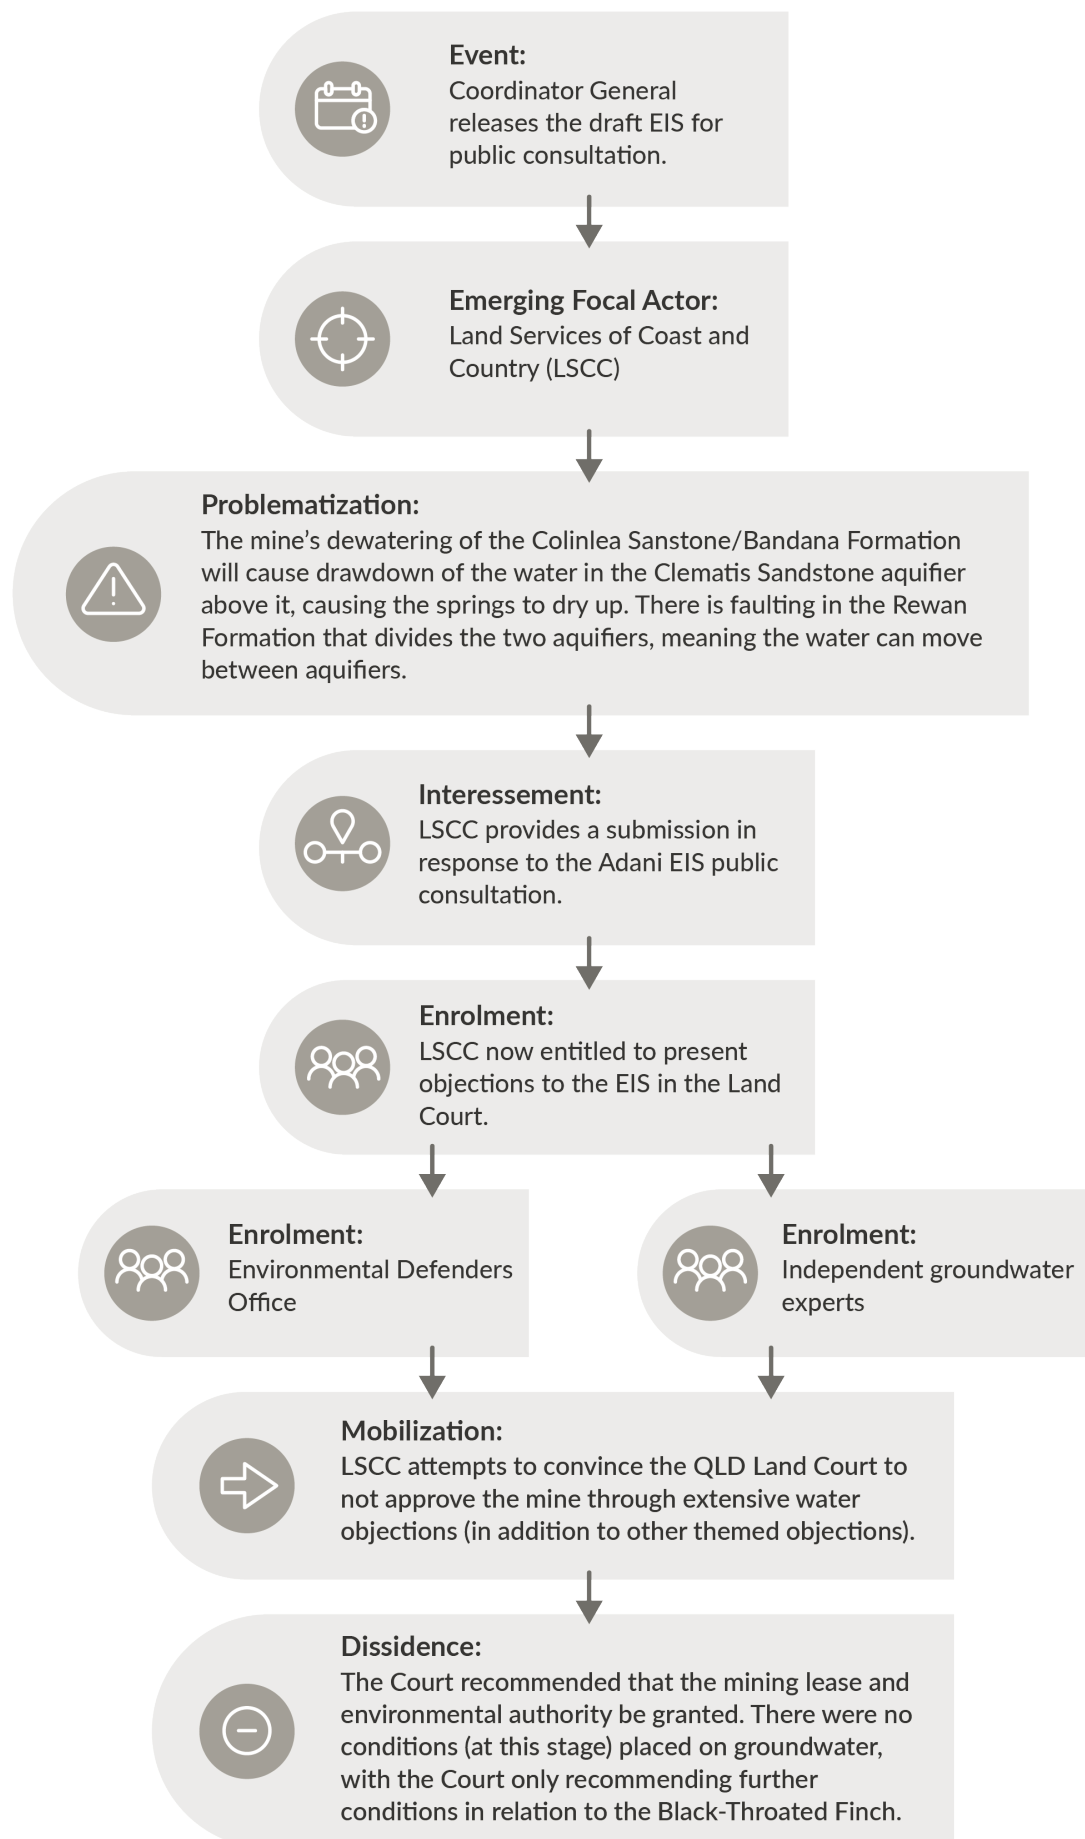 Event:
Coordinator General
releases the draft EIS for
public consultation.
Emerging Focal Actor:
Land Services of Coast and
Country (LSCC)
Problematization:
The mine’s dewatering of the Colinlea Sanstone/Bandana Formation
will cause drawdown of the water in the Clematis Sandstone aquifier
above it, causing the springs to dry up. There is faulting in the Rewan
Formation that divides the two aquifiers, meaning the water can move
between aquifiers.
Interessement:
LSCC provides a submission in
response to the Adani EIS public
consultation.
Enrolment:
LSCC now entitled to present
objections to the EIS in the Land
Court.
Enrolment:
Environmental Defenders
Office
Enrolment:
Independent groundwater
experts
Mobilization:
LSCC attempts to convince the QLD Land Court to
not approve the mine through extensive water
objections (in addition to other themed objections).
Dissidence:
The Court recommended that the mining lease and
environmental authority be granted. There were no
conditions (at this stage) placed on groundwater,
with the Court only recommending further
conditions in relation to the Black-Throated Finch.